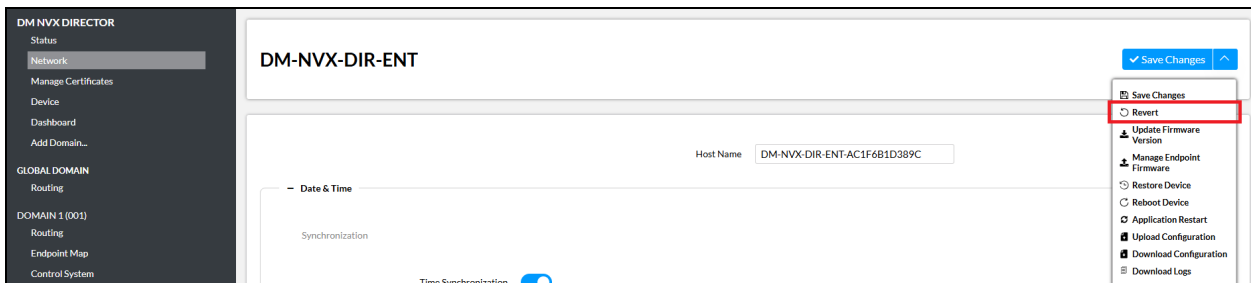 DM NVX DIRECTOR
Status
Network
Manage Certificates
Device
Dashboard
Add Domain...
GLOBAL DOMAIN
Routing
DOMAIN 1 (001)
Routing
Endpoint Map
Control System
DM-NVX-DIR-ENT
Save Changes
Save Changes
Revert
Update Firmware
Version
Manage Endpoint
Firmware
Restore Device
Reboot Device
Application Restart
Upload Configuration
Download Configuration
Download Logs
Host Name DM-NVX-DIR-ENT-AC1F6B1D389C
− Date & Time
Synchronization
Time Synchronization